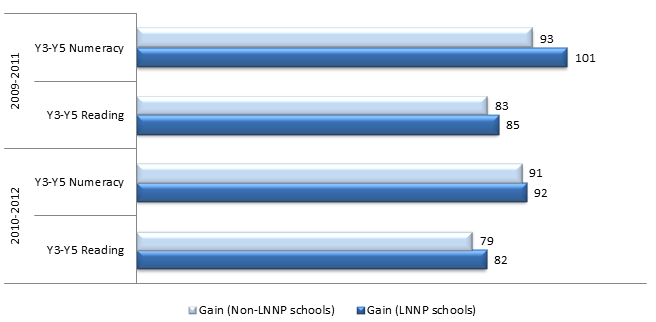 2009-2011
Y3-Y5 Numeracy
93
101
Y3-Y5 Reading
83
85
2010-2012
Y3-Y5 Numeracy
91
92
Y3-Y5 Reading
79
82
Gain (Non-LNNP schools) Gain (LNNP schools)